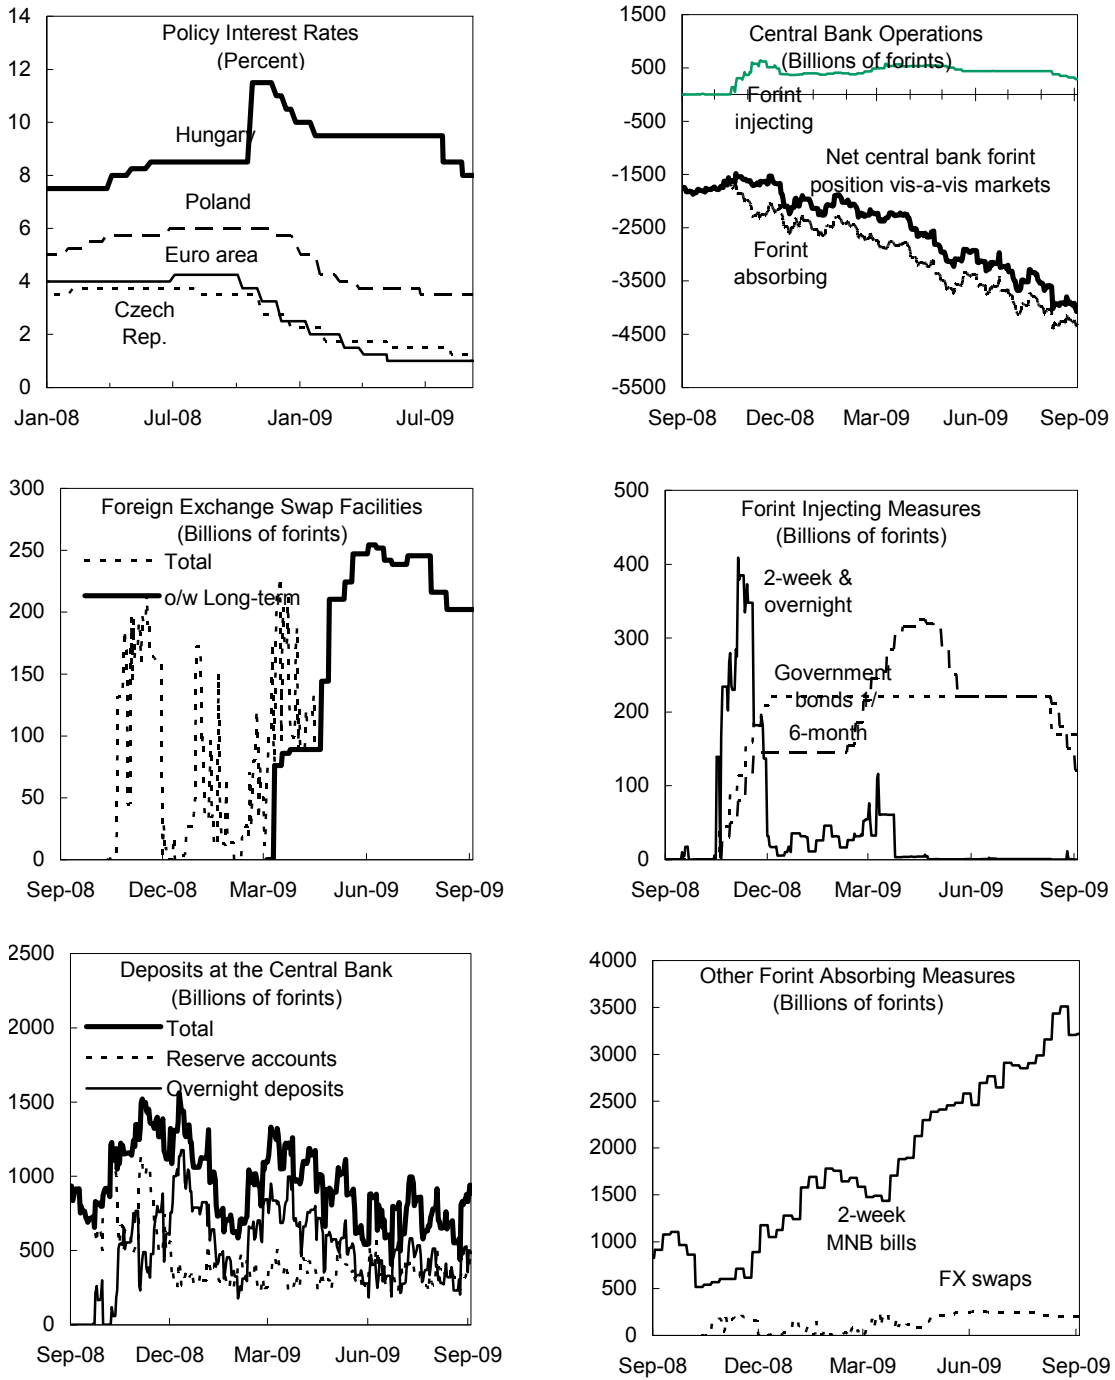 Policy Interest Rates
(Percent)
14
12
10
8
6
4
2
0
Hungary
Poland
Euro area
Czech
Rep.
Jan-08
Jul-08
Jan-09
Jul-09
Central Bank Operations
(Billions of forints)
1500
500
-500
-1500
-2500
-3500
-4500
-5500
Forint
injecting
Net central bank forint
position vis-a-vis markets
Forint
absorbing
Sep-08
Dec-08
Mar-09
Jun-09
Sep-09
Foreign Exchange Swap Facilities
(Billions of forints)
300
250
200
150
100
50
0
Total
o/w Long-term
Sep-08
Dec-08
Mar-09
Jun-09
Sep-09
Forint Injecting Measures
(Billions of forints)
500
400
300
200
100
0
2-week &
overnight
Government
bonds 1/
6-month
Sep-08
Dec-08
Mar-09
Jun-09
Sep-09
Deposits at the Central Bank
(Billions of forints)
2500
2000
1500
1000
500
0
Total
Reserve accounts
Overnight deposits
Sep-08
Dec-08
Mar-09
Jun-09
Sep-09
Other Forint Absorbing Measures
(Billions of forints)
4000
3500
3000
2500
2000
1500
1000
500
0
2-week
MNB bills
FX swaps
Sep-08
Dec-08
Mar-09
Jun-09
Sep-09